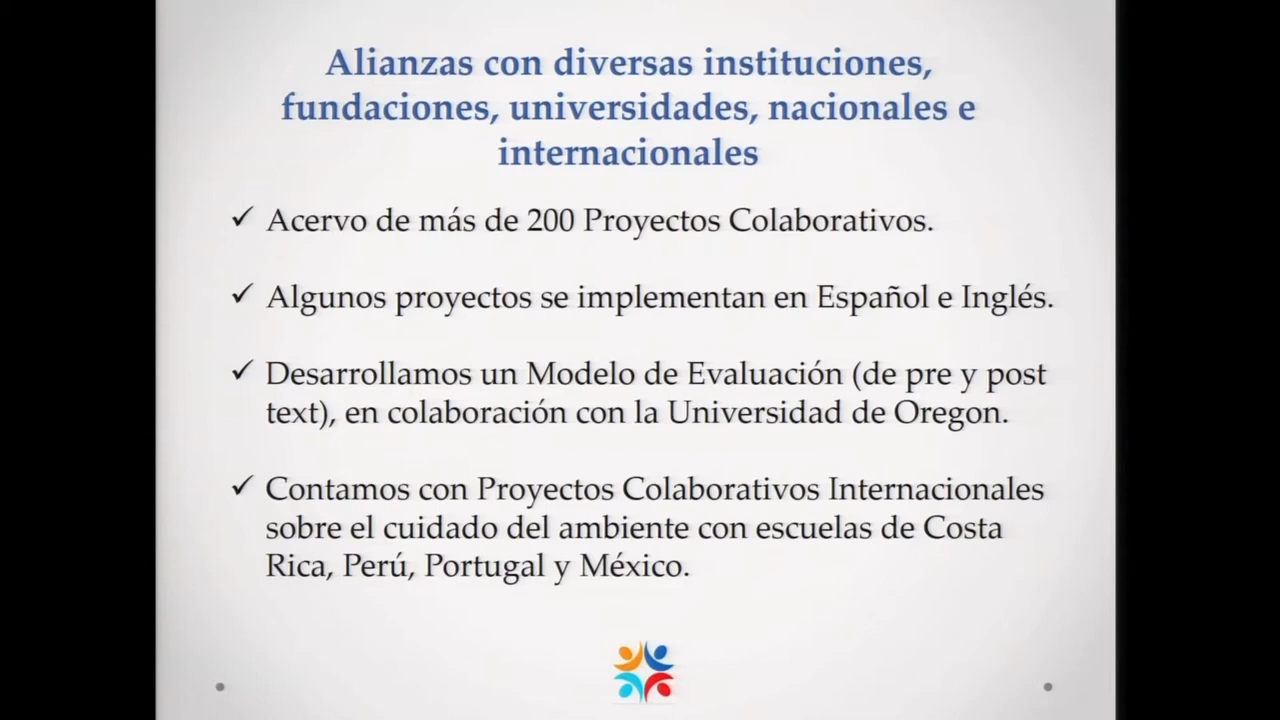 Alianzas con diversas instituciones,
fundaciones, universidades, nacionales e
internacionales
✓ Acervo de más de 200 Proyectos Colaborativos.
✓ Algunos proyectos se implementan en Español e Inglés.
✓ Desarrollamos un Modelo de Evaluación (de pre y post
text), en colaboración con la Universidad de Oregon.
✓ Contamos con Proyectos Colaborativos Internacionales
sobre el cuidado del ambiente con escuelas de Costa
Rica, Perú, Portugal y México.